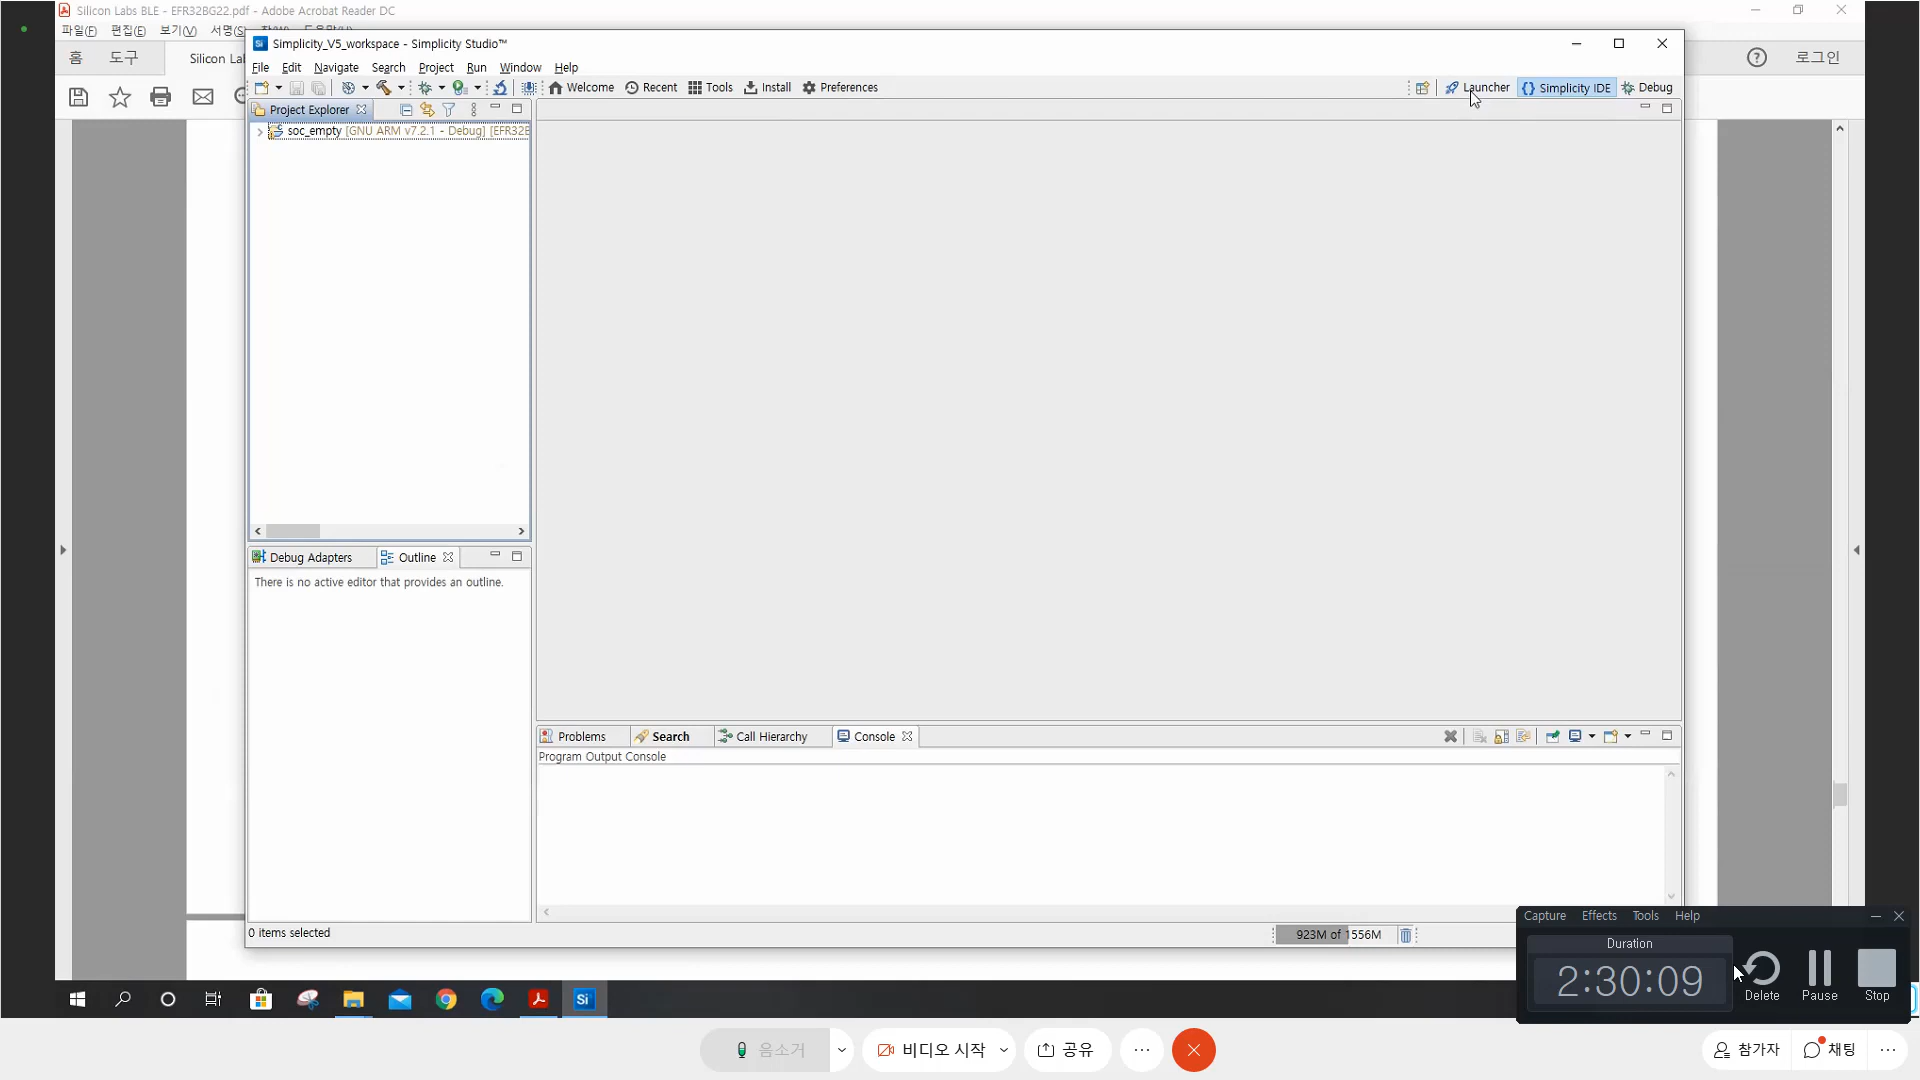 Silicon Labs BLE - EFR32BG22.pdf - Adobe Acrobat Reader DC
파일(F) 편집(E) 보기(V)
홈 도구 Silicon La
로그인
Simplicity_V5_workspace - Simplicity Studio™
File Edit Navigate Search Project Run Window Help
Welcome Recent Tools Install Preferences
Launcher Simplicity IDE Debug
Project Explorer
soc_empty [GNU ARM v7.2.1 - Debug] [EFR32B
Debug Adapters Outline
There is no active editor that provides an outline.
Problems Search Call Hierarchy Console
Program Output Console
0 items selected
923M of 1556M
Capture Effects Tools Help
Duration
2:30:09
Delete Pause Stop
Si
음소거 비디오 시작 공유
참가자 채팅